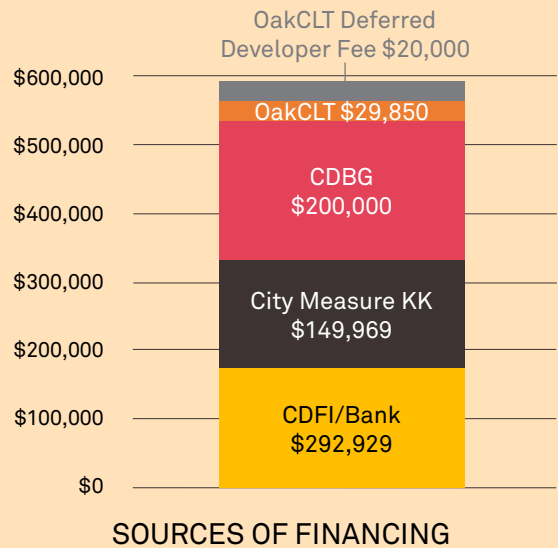 OakCLT Deferred
Developer Fee $20,000
$600,000
OakCLT $29,850
$500,000
CDBG
$200,000
$400,000
$300,000
City Measure KK
$149,969
$200,000
$100,000
CDFI/Bank
$292,929
$0
SOURCES OF FINANCING